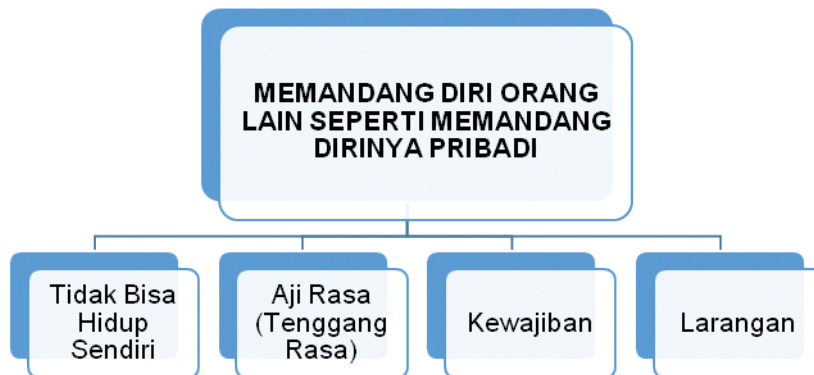 MEMANDANG DIRI ORANG
LAIN SEPERTI MEMANDANG
DIRINYA PRIBADI
Tidak Bisa
Hidup
Sendiri
Aji Rasa
(Tenggang
Rasa)
Kewajiban
Larangan